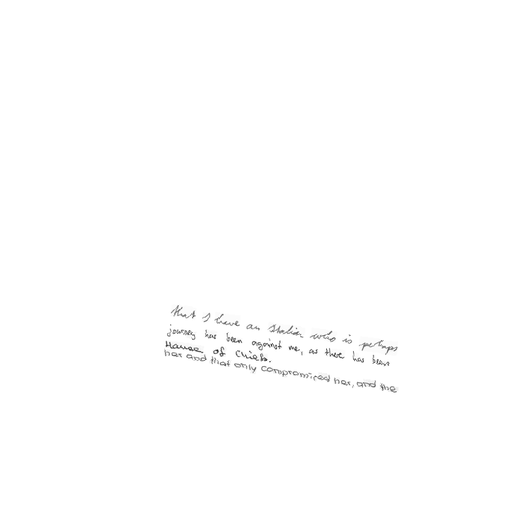 that I have an Italian who is perhaps
journey has been against me, as there has been
House of Chiefs.
her and that only compromised her, and the